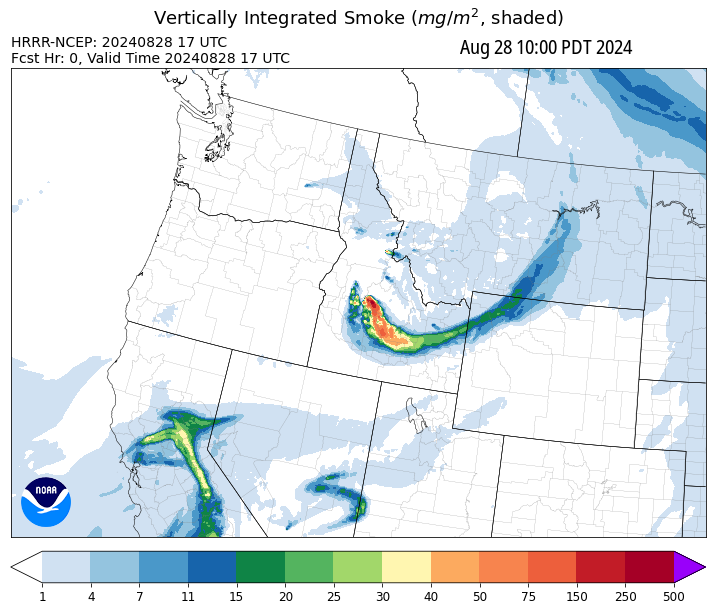 Vertically Integrated Smoke (mg/m², shaded)
HRRR-NCEP: 20240828 17 UTC
Aug 28 10:00 PDT 2024
Fcst Hr: 0, Valid Time 20240828 17 UTC
NOAA
1 4 7 11 15 20 25 30 40 50 75 150 250 500